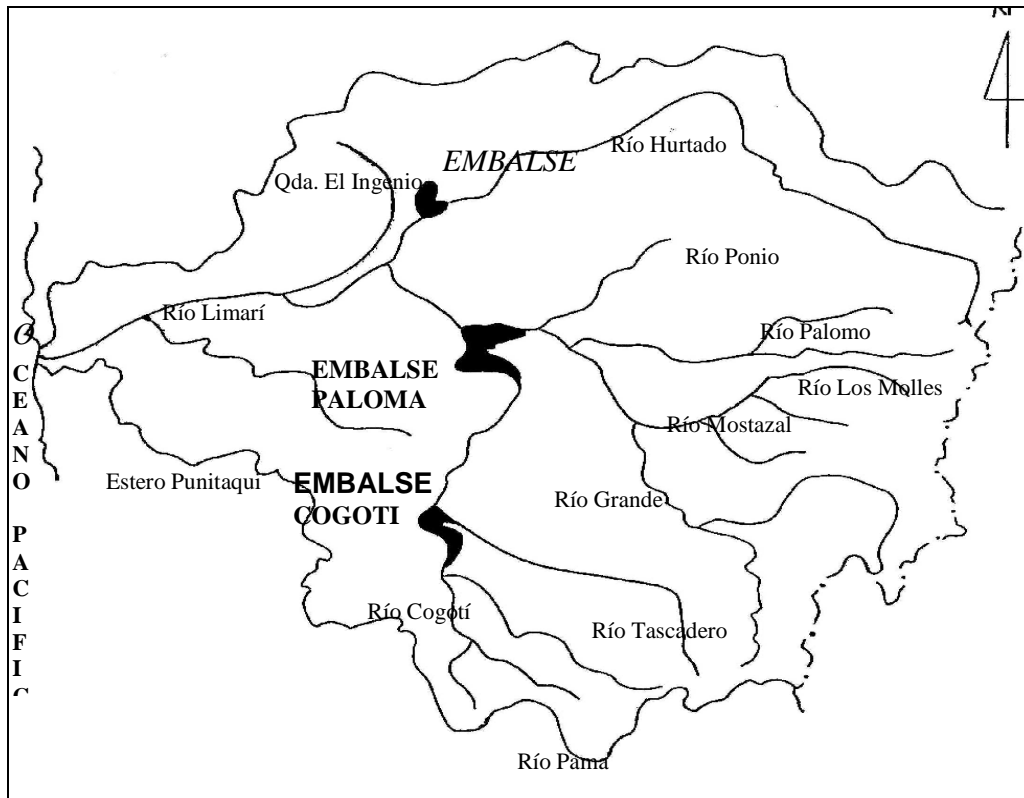 EMBALSE
Río Hurtado
Qda. El Ingenio
Río Ponio
Río Limarí
Río Palomo
EMBALSE
PALOMA
Río Los Molles
Río Mostazal
Estero Punitaqui
EMBALSE
COGOTI
Río Grande
Río Cogotí
Río Tascadero
Río Pama
O
C
E
A
N
O
P
A
C
I
F
I
C